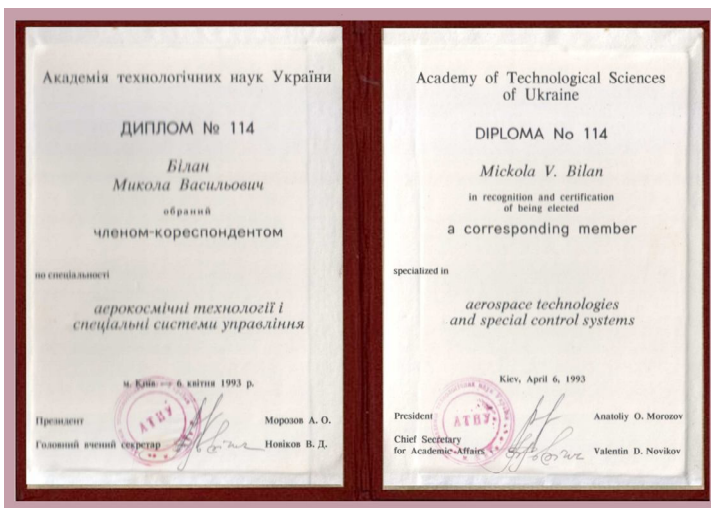 Академія технологічних наук України
ДИПЛОМ № 114
Білан
Микола Васильович
обраний
членом-кореспондентом
по спеціальності
аерокосмічні технології і
спеціальні системи управління
м. Київ 6 квітня 1993 р.
Президент Морозов А. О.
Головний вчений секретар Новіков В. Д.
АТНУ
Academy of Technological Sciences
of Ukraine
DIPLOMA No 114
Mickola V. Bilan
in recognition and certification
of being elected
a corresponding member
specialized in
aerospace technologies
and special control systems
Kiev, April 6, 1993
President Anatoliy O. Morozov
Chief Secretary
for Academic Affairs Valentin D. Novikov
АТНУ